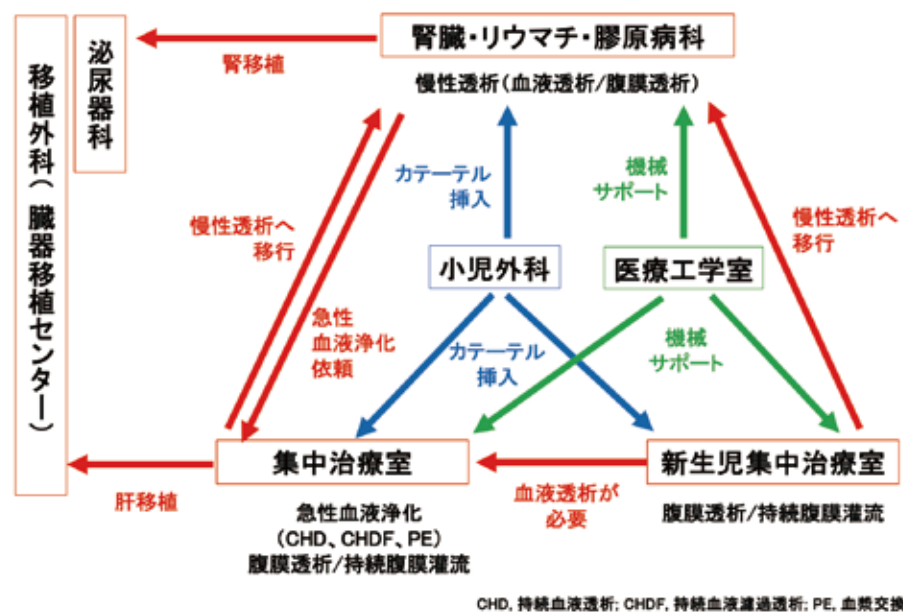 移植外科(臓器移植センター)
泌尿器科
腎移植
腎臓・リウマチ・膠原病科
慢性透析(血液透析/腹膜透析)
カテーテル
挿入
機械
サポート
慢性透析へ
移行
慢性透析へ
移行
小児外科
医療工学室
急性
血液浄化
依頼
カテーテル
挿入
機械
サポート
集中治療室
新生児集中治療室
肝移植
血液透析が
必要
急性血液浄化
(CHD、CHDF、PE)
腹膜透析/持続腹膜灌流
腹膜透析/持続腹膜灌流
CHD, 持続血液透析; CHDF, 持続血液濾過透析; PE, 血漿交換